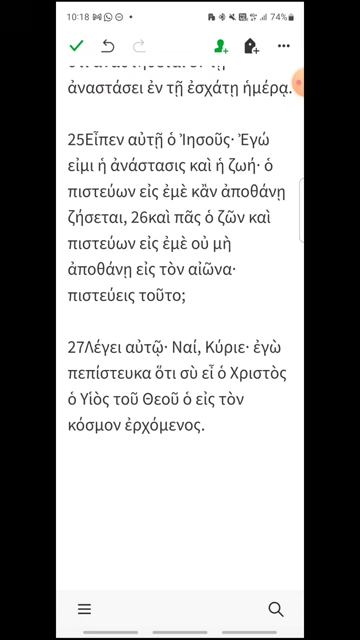 10:18 74%
ἀναστάσει ἐν τῇ ἐσχάτῃ ἡμέρᾳ.
25Εἶπεν αὐτῇ ὁ Ἰησοῦς· Ἐγώ
εἰμι ἡ ἀνάστασις καὶ ἡ ζωή· ὁ
πιστεύων εἰς ἐμὲ κἂν ἀποθάνῃ
ζήσεται, 26καὶ πᾶς ὁ ζῶν καὶ
πιστεύων εἰς ἐμὲ οὐ μὴ
ἀποθάνῃ εἰς τὸν αἰῶνα·
πιστεύεις τοῦτο;
27Λέγει αὐτῷ· Ναί, Κύριε· ἐγὼ
πεπίστευκα ὅτι σὺ εἶ ὁ Χριστὸς
ὁ Υἱὸς τοῦ Θεοῦ ὁ εἰς τὸν
κόσμον ἐρχόμενος.